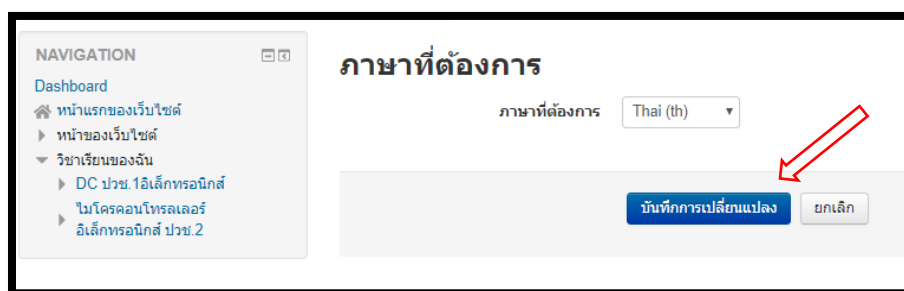 NAVIGATION
Dashboard
หน้าแรกของเว็บไซต์
หน้าของเว็บไซต์
วิชาเรียนของฉัน
DC ปวช.1อิเล็กทรอนิกส์
ไมโครคอนโทรลเลอร์
อิเล็กทรอนิกส์ ปวช.2
ภาษาที่ต้องการ
ภาษาที่ต้องการ Thai (th)
บันทึกการเปลี่ยนแปลง ยกเลิก